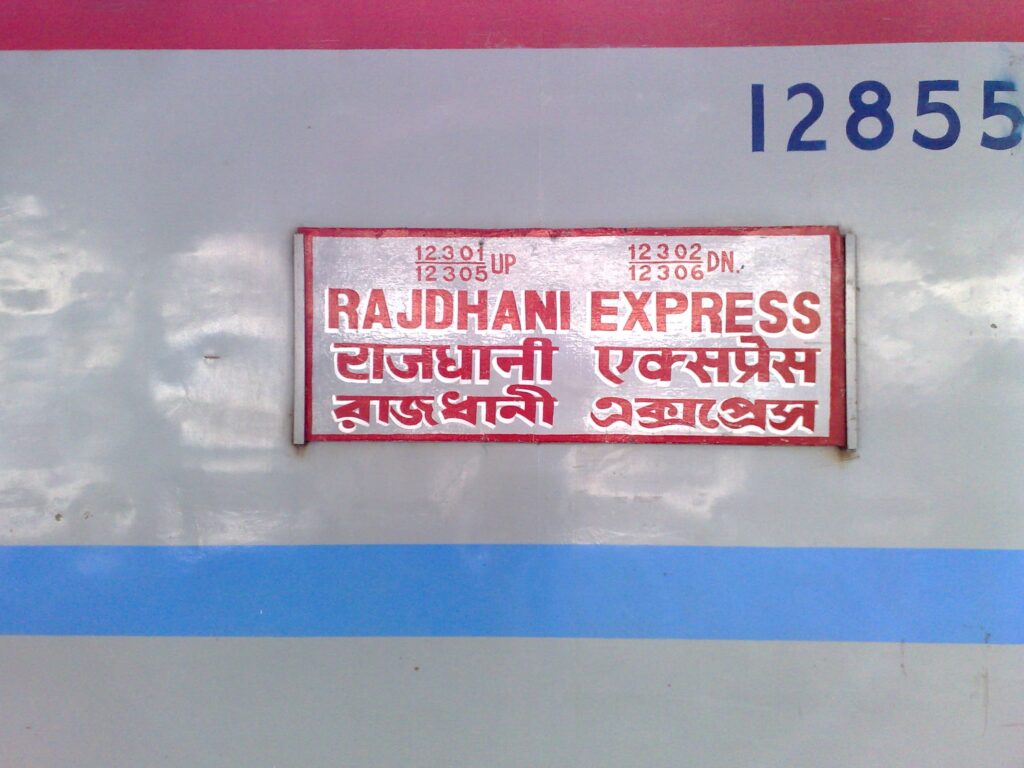 12855
12301 12302
12305 UP 12306 DN.
RAJDHANI EXPRESS
राजधानी एक्सप्रेस
রাজধানী এক্সপ্রেস